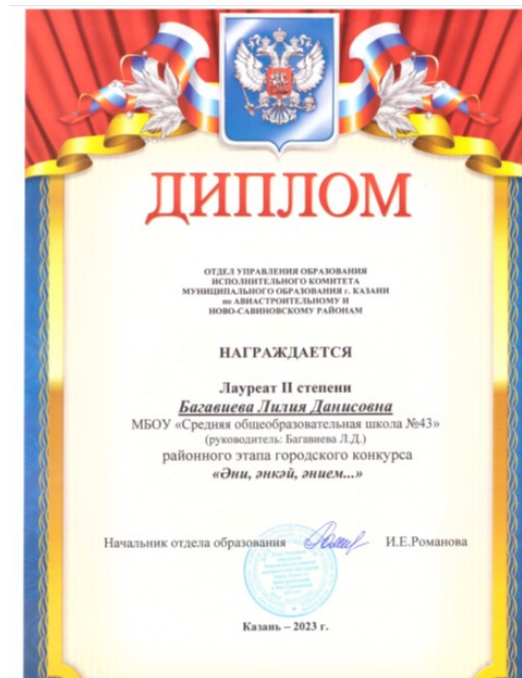 ДИПЛОМ
ОТДЕЛ УПРАВЛЕНИЯ ОБРАЗОВАНИЯ
ИСПОЛНИТЕЛЬНОГО КОМИТЕТА
МУНИЦИПАЛЬНОГО ОБРАЗОВАНИЯ г. КАЗАНИ
по АВИАСТРОИТЕЛЬНОМУ И
НОВО-САВИНОВСКОМУ РАЙОНАМ
НАГРАЖДАЕТСЯ
Лауреат II степени
Багавиева Лилия Данисовна
МБОУ «Средняя общеобразовательная школа №43»
(руководитель: Багавиева Л.Д.)
районного этапа городского конкурса
«Әни, әнкәй, әнием...»
Начальник отдела образования И.Е.Романова
Казань – 2023 г.